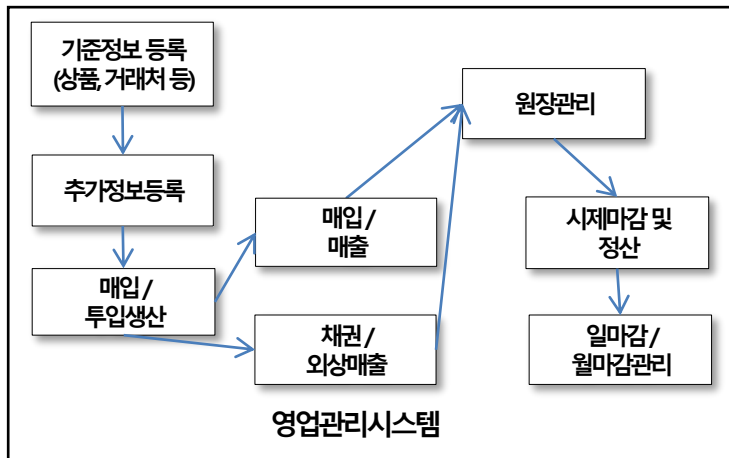 기준정보 등록
(상품, 거래처 등)
추가정보등록
매입 /
투입생산
매입 /
매출
채권 /
외상매출
원장관리
시제마감 및
정산
일마감 /
월마감관리
영업관리시스템